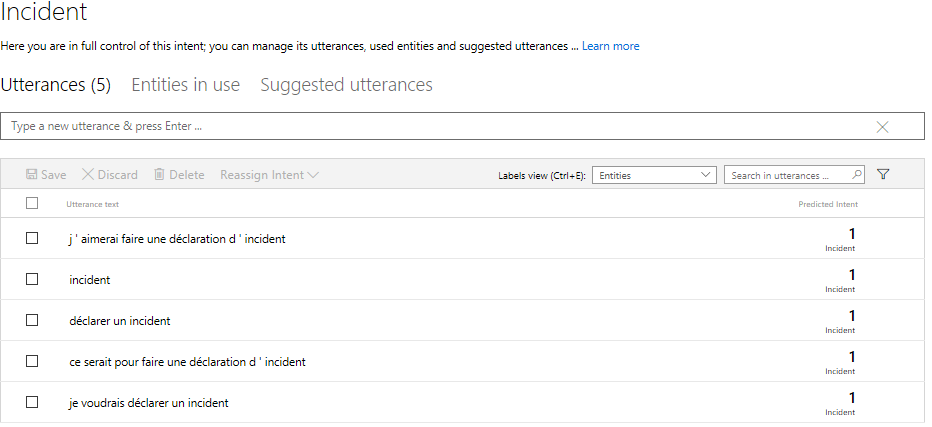 Incident
Here you are in full control of this intent; you can manage its utterances, used entities and suggested utterances ... Learn more
Utterances (5) Entities in use Suggested utterances
Type a new utterance & press Enter ...
Save Discard Delete Reassign Intent Labels view (Ctrl+E): Entities Search in utterances ...
Utterance text Predicted Intent
j ' aimerai faire une déclaration d ' incident 1
Incident
incident 1
Incident
déclarer un incident 1
Incident
ce serait pour faire une déclaration d ' incident 1
Incident
je voudrais déclarer un incident 1
Incident